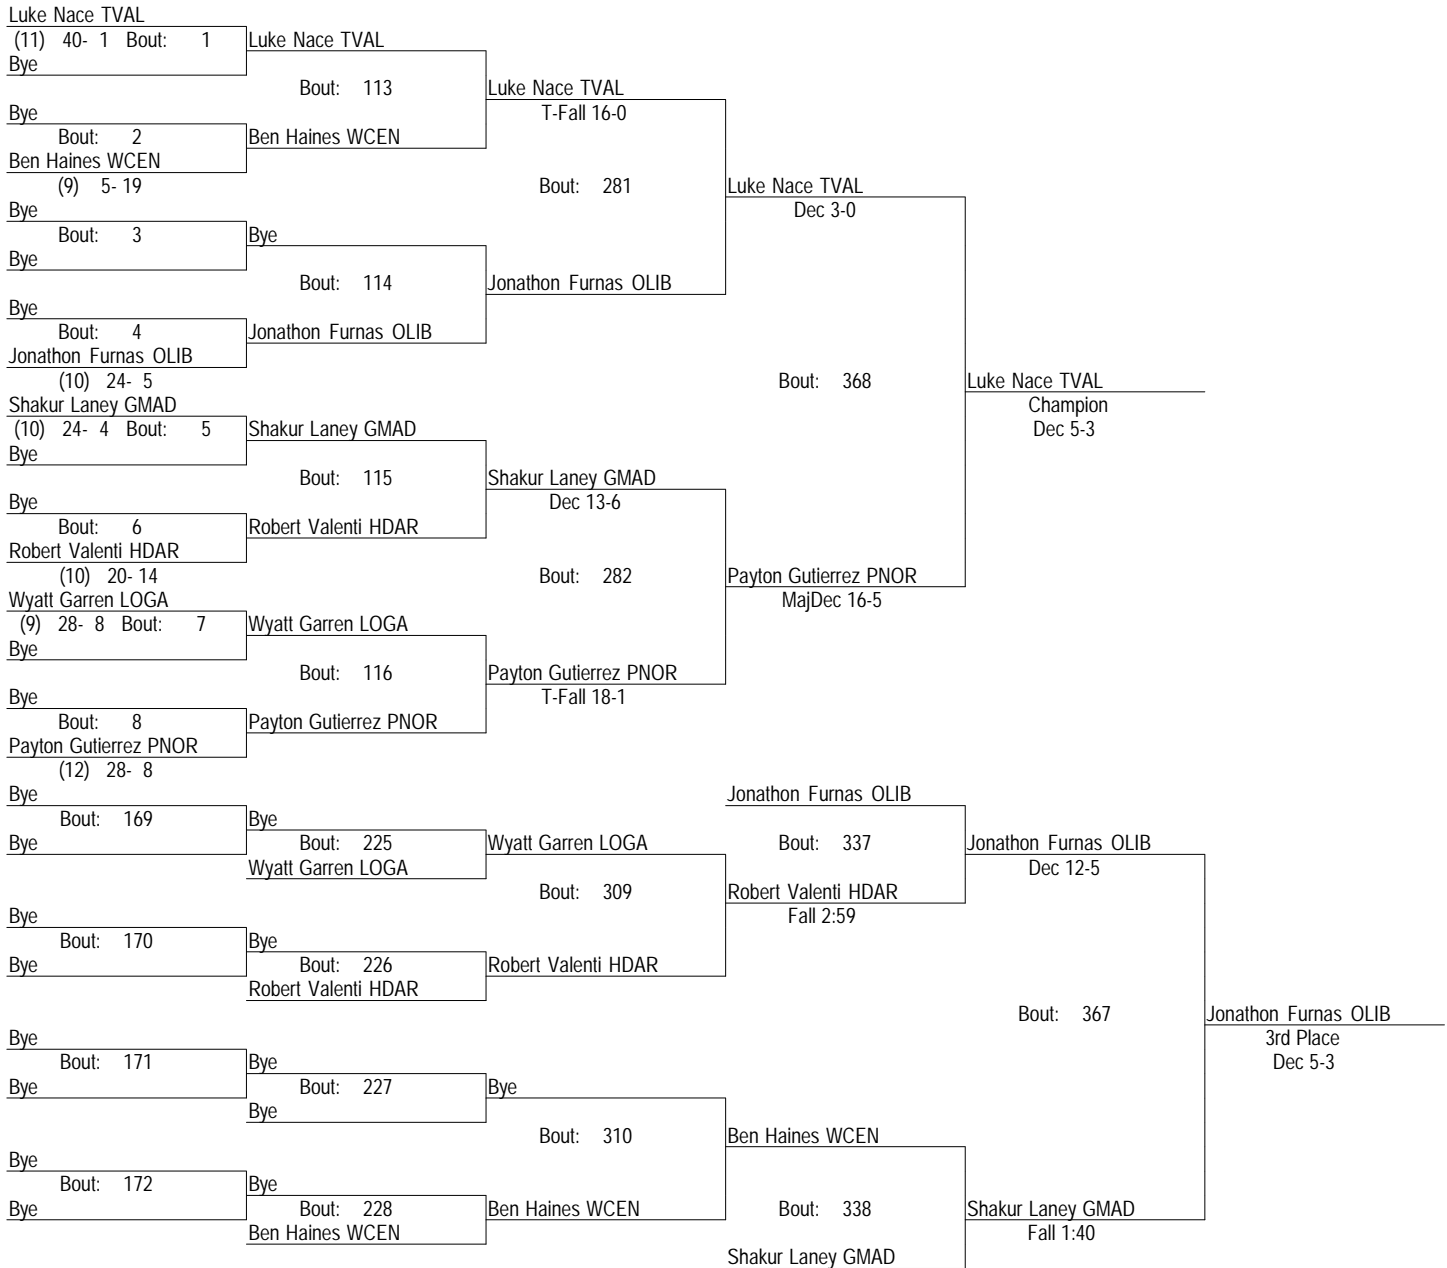 Luke Nace TVAL
(11) 40- 1 Bout: 1 Luke Nace TVAL
Bye
Bout: 113 Luke Nace TVAL
Bye T-Fall 16-0
Bout: 2 Ben Haines WCEN
Ben Haines WCEN
(9) 5- 19 Bout: 281 Luke Nace TVAL
Bye Dec 3-0
Bout: 3 Bye
Bye
Bout: 114 Jonathon Furnas OLIB
Bye
Bout: 4 Jonathon Furnas OLIB
Jonathon Furnas OLIB
(10) 24- 5 Bout: 368 Luke Nace TVAL
Shakur Laney GMAD Champion
(10) 24- 4 Bout: 5 Shakur Laney GMAD Dec 5-3
Bye
Bout: 115 Shakur Laney GMAD
Bye Dec 13-6
Bout: 6 Robert Valenti HDAR
Robert Valenti HDAR
(10) 20- 14 Bout: 282 Payton Gutierrez PNOR
Wyatt Garren LOGA MajDec 16-5
(9) 28- 8 Bout: 7 Wyatt Garren LOGA
Bye
Bout: 116 Payton Gutierrez PNOR
Bye T-Fall 18-1
Bout: 8 Payton Gutierrez PNOR
Payton Gutierrez PNOR
(12) 28- 8
Bye Jonathon Furnas OLIB
Bout: 169 Bye
Bye Bout: 225 Wyatt Garren LOGA Bout: 337 Jonathon Furnas OLIB
Wyatt Garren LOGA Dec 12-5
Bout: 309 Robert Valenti HDAR
Bye Fall 2:59
Bout: 170 Bye
Bye Bout: 226 Robert Valenti HDAR
Robert Valenti HDAR
Bout: 367 Jonathon Furnas OLIB
Bye 3rd Place
Bout: 171 Bye Dec 5-3
Bye Bout: 227 Bye
Bye
Bout: 310 Ben Haines WCEN
Bye
Bout: 172 Bye
Bye Bout: 228 Ben Haines WCEN Bout: 338 Shakur Laney GMAD
Ben Haines WCEN Fall 1:40
Shakur Laney GMAD